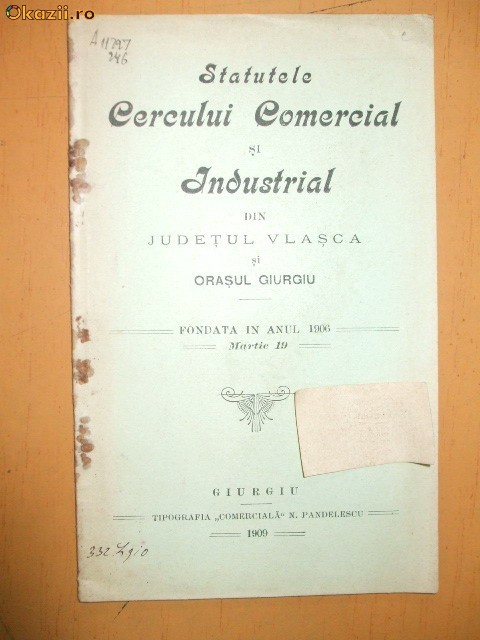 Okazii.ro
A 11797
346
Statutele
Cercului Comercial
ȘI
Industrial
DIN
JUDEȚUL VLAȘCA
și
ORAȘUL GIURGIU
FONDATA IN ANUL 1906
Martie 19
GIURGIU
TIPOGRAFIA „COMERCIALĂ“ N. PANDELESCU
1909